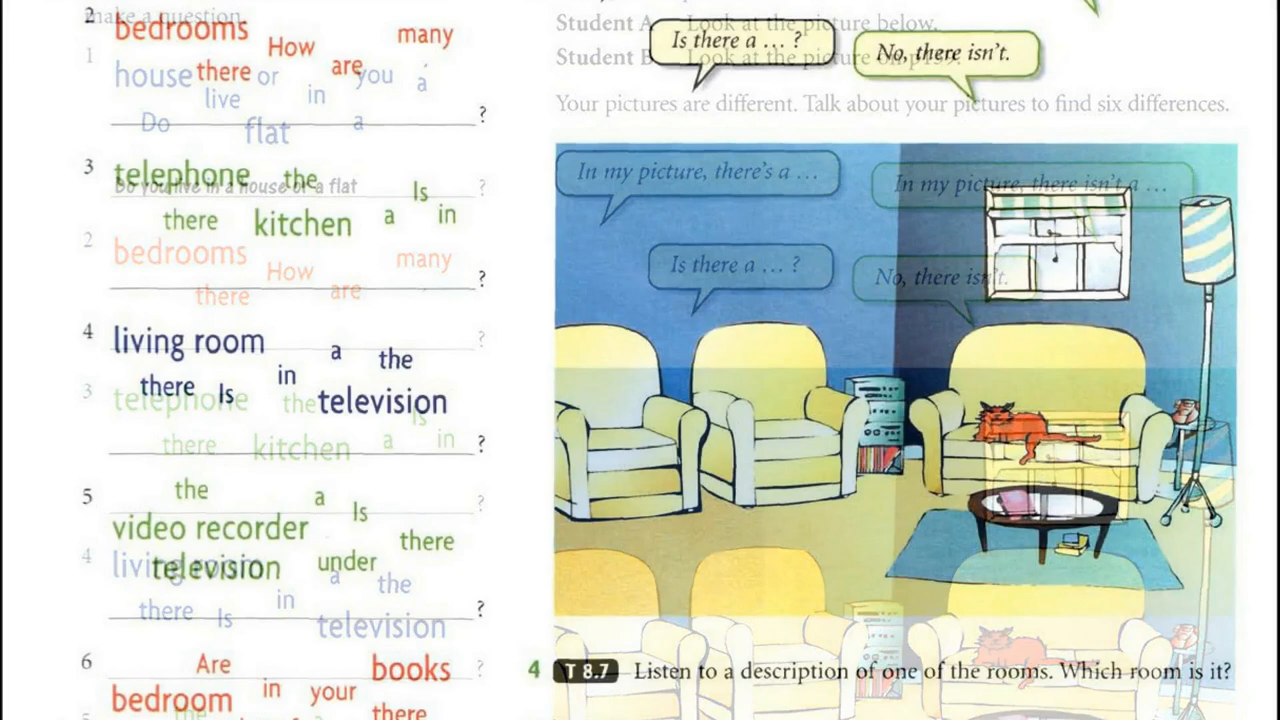 make a question.
2
bedrooms How many
there are
?
1
house or you a
live in
Do flat a
Do you live in a house or a flat ?
3
telephone the Is
there kitchen a in
?
2
bedrooms How many
there are
?
4
living room a the
there Is in television
?
3
telephone the Is
there kitchen a in
?
5
the a Is
video recorder there
television under
?
4
living room a the
there Is in television
?
6
Are books
bedroom in your
there
Student A Look at the picture below.
Student B Look at the picture on
Is there a … ?
No, there isn't.
Your pictures are different. Talk about your pictures to find six differences.
In my picture, there's a …
In my picture, there isn't a …
Is there a … ?
No, there isn't.
4 T 8.7 Listen to a description of one of the rooms. Which room is it?